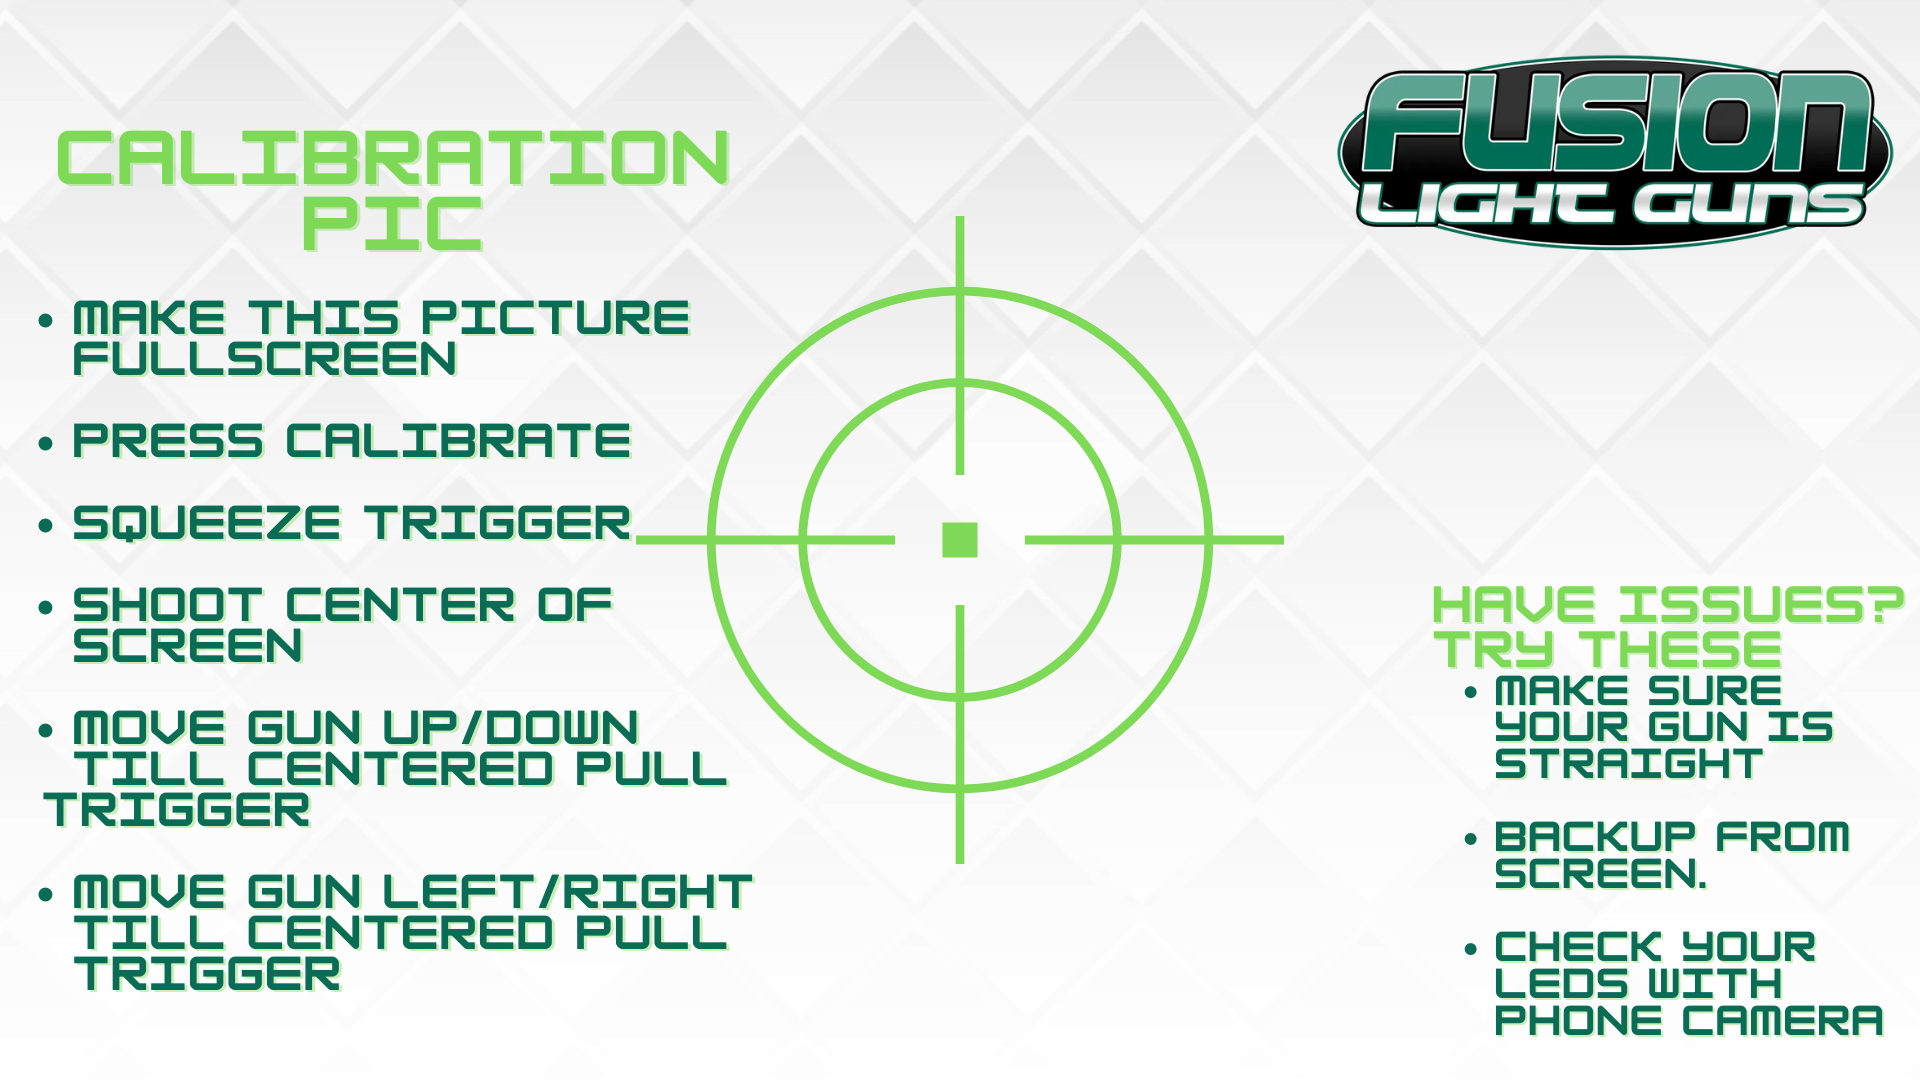 CALIBRATION
PIC
• MAKE THIS PICTURE
FULLSCREEN
• PRESS CALIBRATE
• SQUEEZE TRIGGER
• SHOOT CENTER OF
SCREEN
• MOVE GUN UP/DOWN
TILL CENTERED PULL
TRIGGER
• MOVE GUN LEFT/RIGHT
TILL CENTERED PULL
TRIGGER
FUSION
LIGHT GUNS
HAVE ISSUES?
TRY THESE
• MAKE SURE
YOUR GUN IS
STRAIGHT
• BACKUP FROM
SCREEN.
• CHECK YOUR
LEDS WITH
PHONE CAMERA